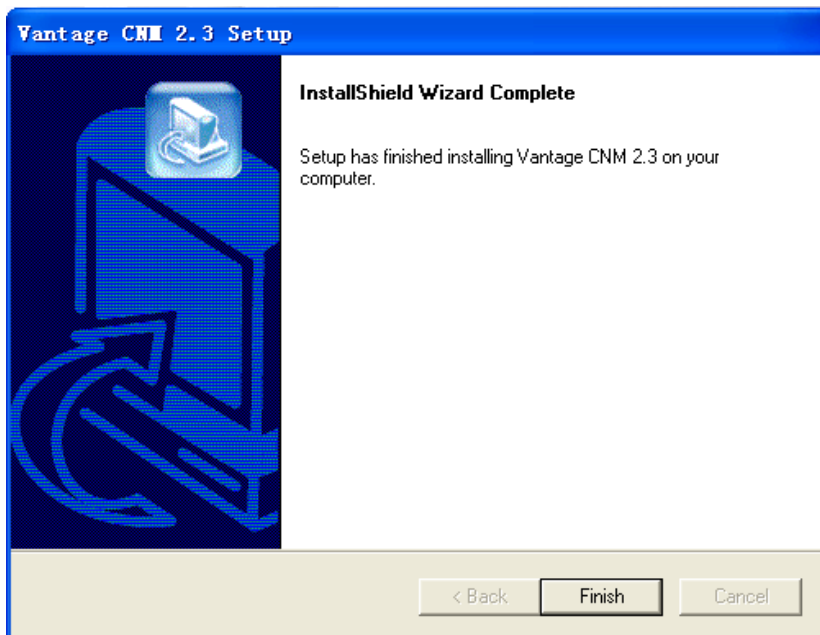 Vantage CNM 2.3 Setup
InstallShield Wizard Complete
Setup has finished installing Vantage CNM 2.3 on your
computer.
< Back Finish Cancel